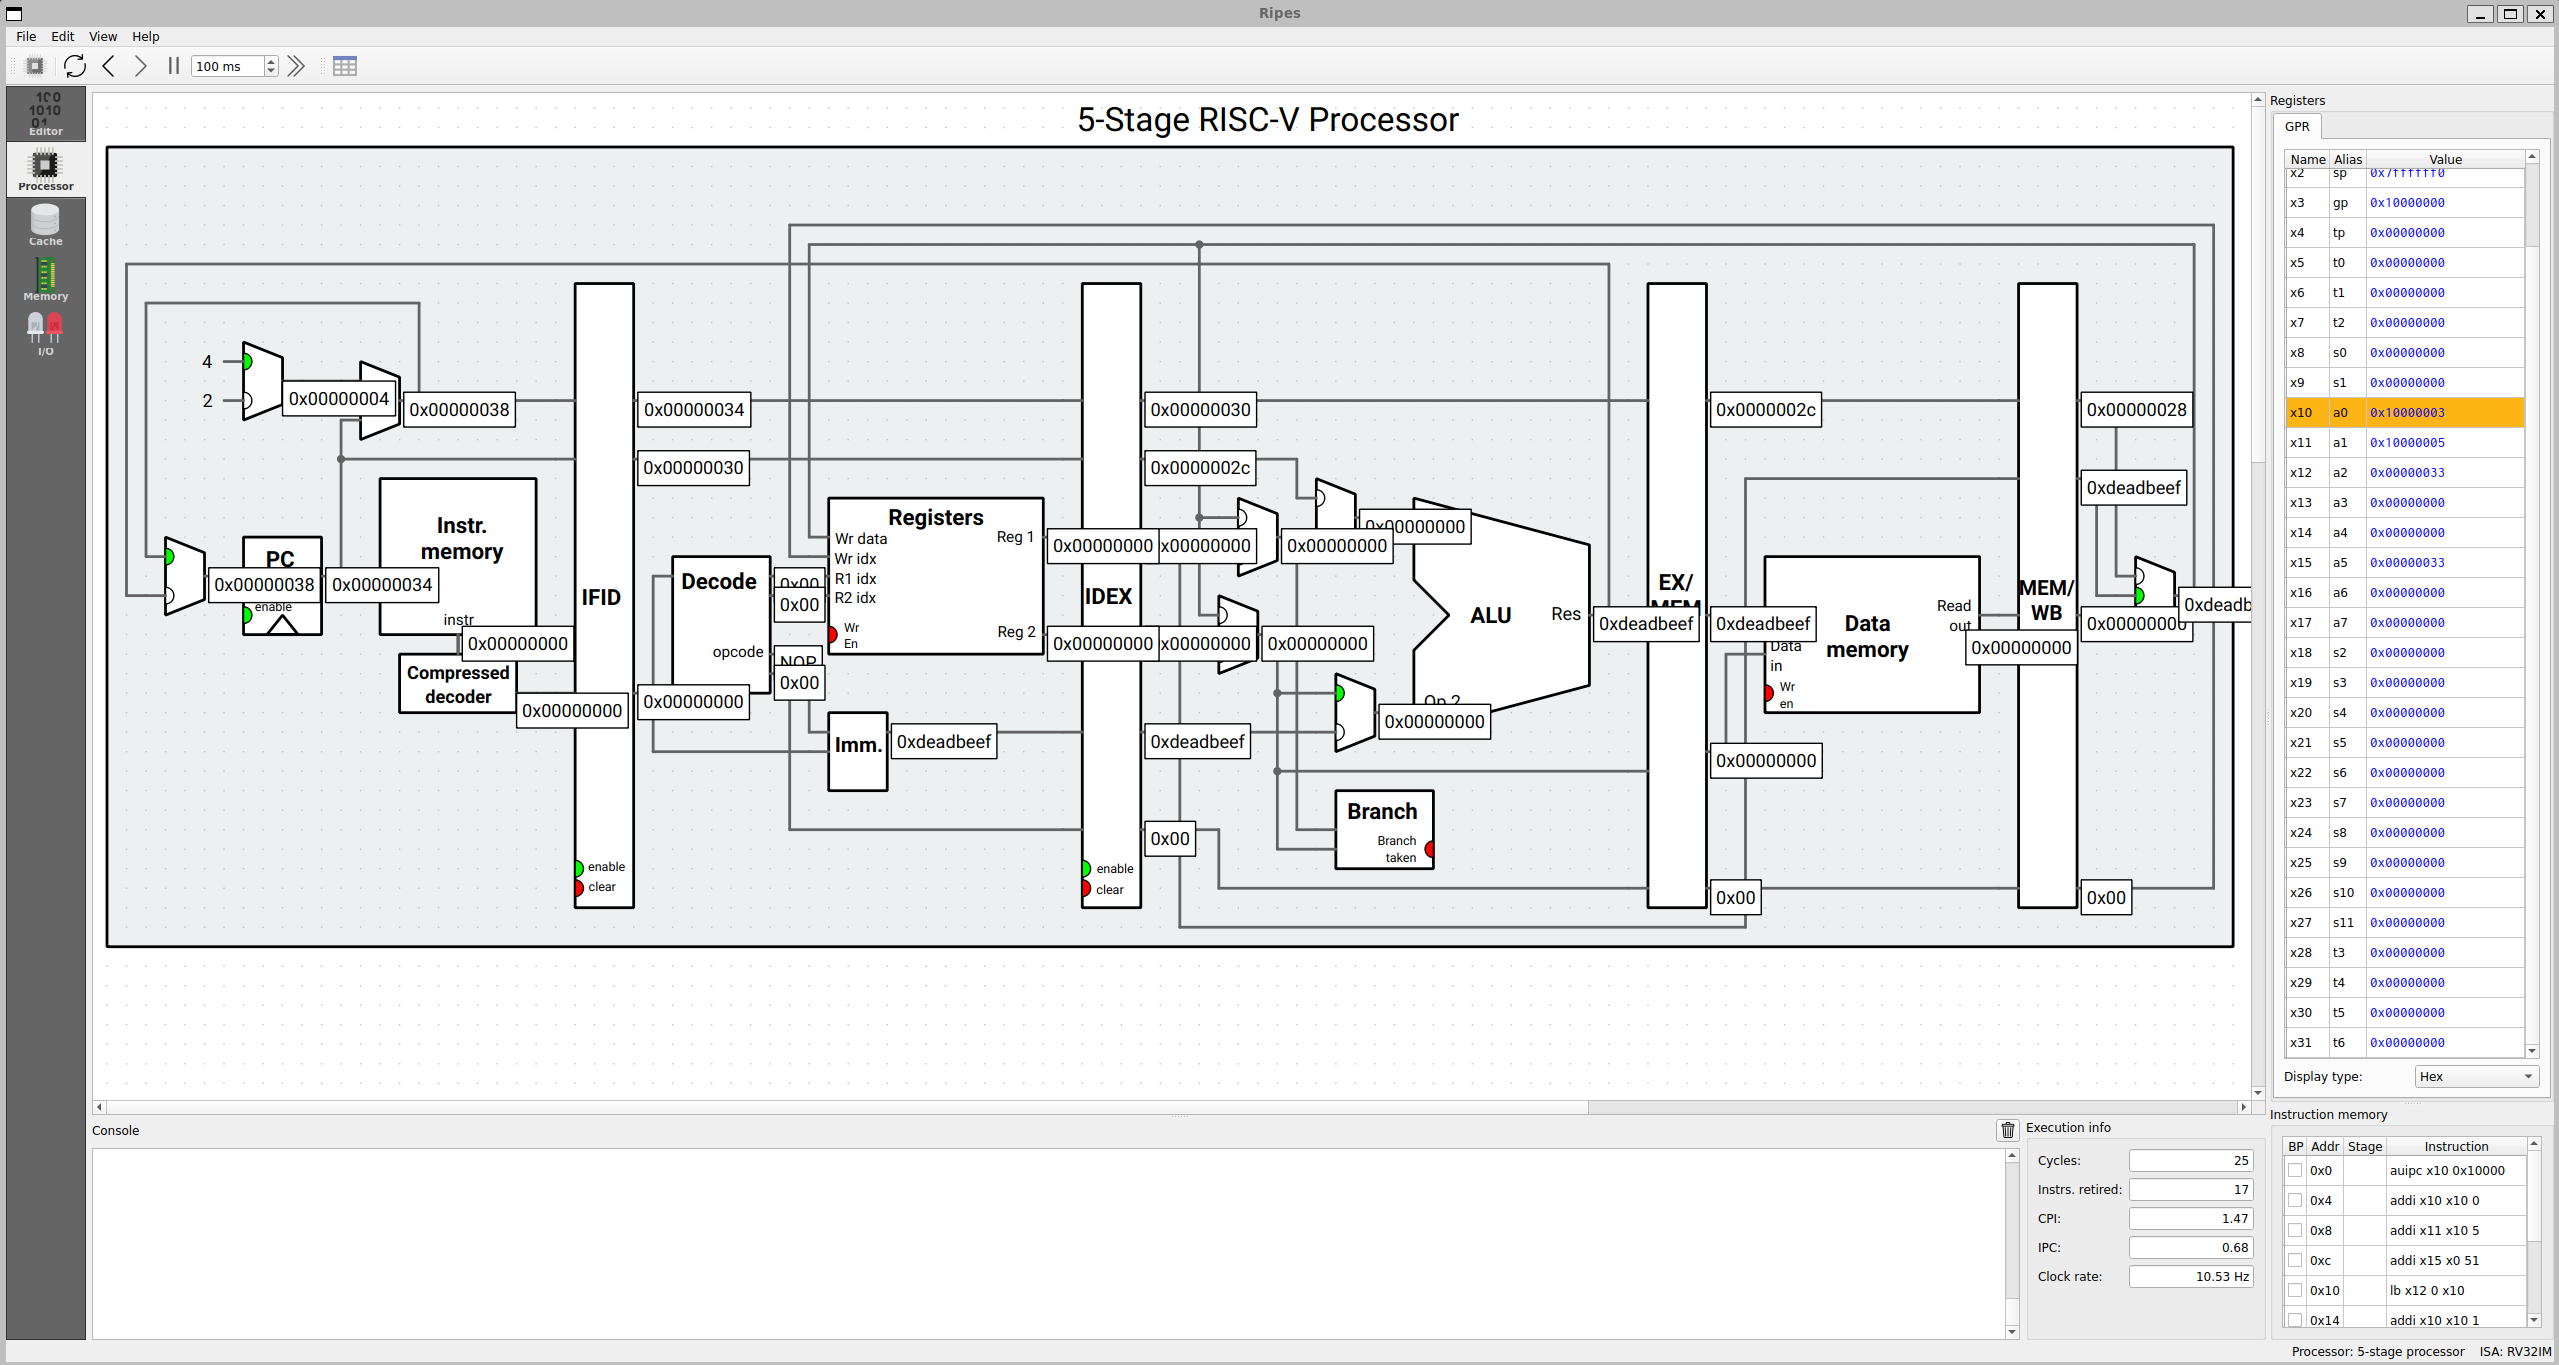 Ripes
File Edit View Help
100 ms
Editor
Processor
Cache
Memory
I/O
5-Stage RISC-V Processor
4
2
0x00000004
0x00000038
0x00000034
0x00000030
0x0000002c
0x00000028
0x00000030
0x0000002c
0xdeadbeef
Instr.
memory
instr
PC
enable
0x00000038
0x00000034
0x00000000
Compressed
decoder
0x00000000
IFID
enable
clear
0x00000000
Decode
opcode
0x00
0x00
NOP
0x00
Registers
Wr data
Wr idx
R1 idx
R2 idx
Wr
En
Reg 1
Reg 2
0x00000000
0x00000000
Imm.
0xdeadbeef
IDEX
enable
clear
x00000000
x00000000
0xdeadbeef
0x00
0x00000000
0x00000000
0x00000000
0x00000000
ALU
Op 2
Res
0xdeadbeef
Branch
Branch
taken
EX/
MEM
0xdeadbeef
0x00000000
0x00
Data
memory
Data
in
Wr
en
Read
out
0x00000000
MEM/
WB
0x00000000
0xdeadb
0x00
Registers
GPR
Name Alias Value
x2 sp 0x7ffffff0
x3 gp 0x10000000
x4 tp 0x00000000
x5 t0 0x00000000
x6 t1 0x00000000
x7 t2 0x00000000
x8 s0 0x00000000
x9 s1 0x00000000
x10 a0 0x10000003
x11 a1 0x10000005
x12 a2 0x00000033
x13 a3 0x00000000
x14 a4 0x00000000
x15 a5 0x00000033
x16 a6 0x00000000
x17 a7 0x00000000
x18 s2 0x00000000
x19 s3 0x00000000
x20 s4 0x00000000
x21 s5 0x00000000
x22 s6 0x00000000
x23 s7 0x00000000
x24 s8 0x00000000
x25 s9 0x00000000
x26 s10 0x00000000
x27 s11 0x00000000
x28 t3 0x00000000
x29 t4 0x00000000
x30 t5 0x00000000
x31 t6 0x00000000
Display type: Hex
Console
Execution info
Cycles: 25
Instrs. retired: 17
CPI: 1.47
IPC: 0.68
Clock rate: 10.53 Hz
Instruction memory
BP Addr Stage Instruction
0x0 auipc x10 0x10000
0x4 addi x10 x10 0
0x8 addi x11 x10 5
0xc addi x15 x0 51
0x10 lb x12 0 x10
0x14 addi x10 x10 1
Processor: 5-stage processor ISA: RV32IM